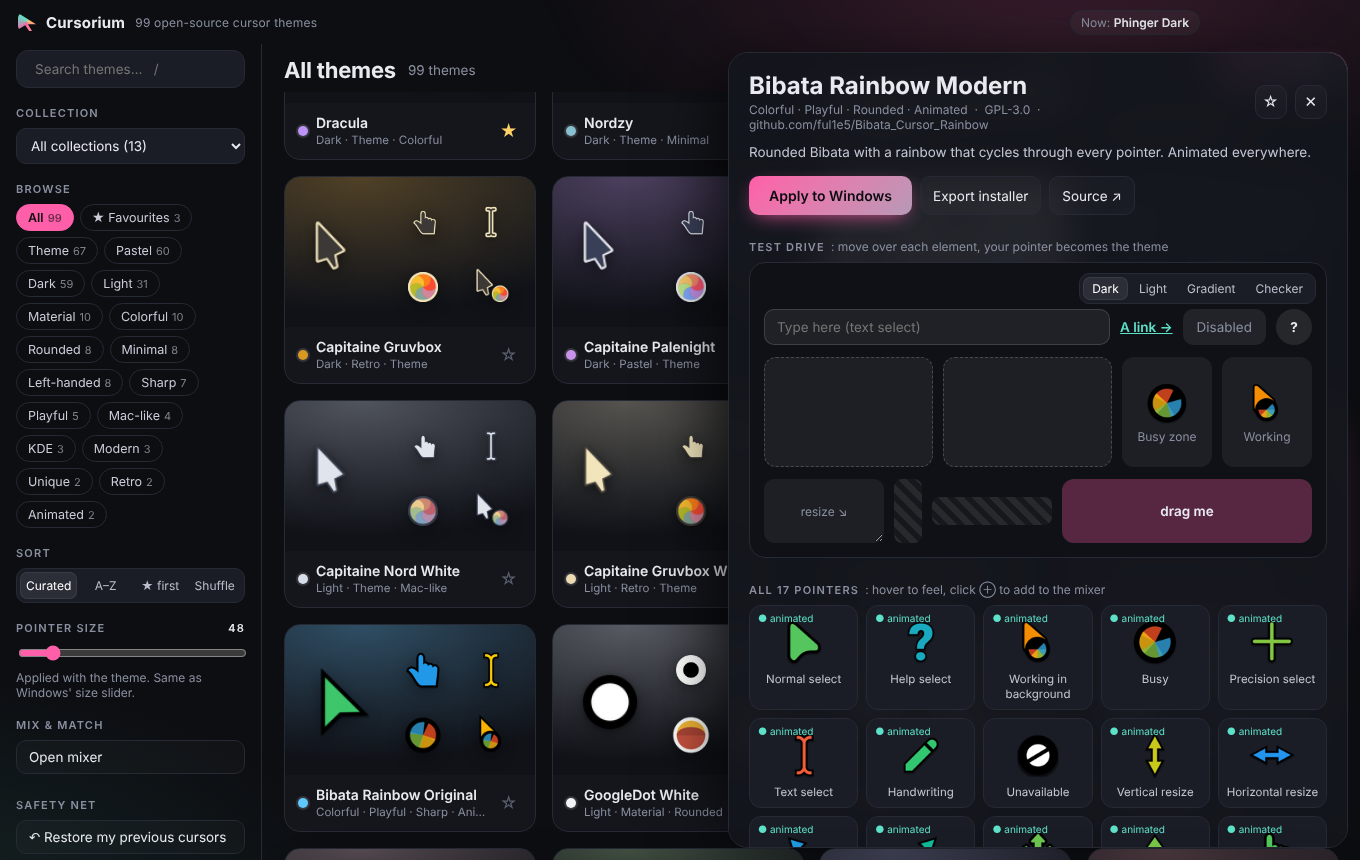 Cursorium 99 open-source cursor themes
Now: Phinger Dark
Search themes... /
COLLECTION
All collections (13)
BROWSE
All 99 ★ Favourites 3
Theme 67 Pastel 60
Dark 59 Light 31
Material 10 Colorful 10
Rounded 8 Minimal 8
Left-handed 8 Sharp 7
Playful 5 Mac-like 4
KDE 3 Modern 3
Unique 2 Retro 2
Animated 2
SORT
Curated A–Z ★ first Shuffle
POINTER SIZE 48
Applied with the theme. Same as
Windows' size slider.
MIX & MATCH
Open mixer
SAFETY NET
↶ Restore my previous cursors
All themes 99 themes
Dracula
Dark · Theme · Colorful
Nordzy
Dark · Theme · Minimal
Capitaine Gruvbox
Dark · Retro · Theme
Capitaine Palenight
Dark · Pastel · Theme
Capitaine Nord White
Light · Theme · Mac-like
Capitaine Gruvbox W
Light · Retro · Theme
Bibata Rainbow Original
Colorful · Playful · Sharp · Ani...
GoogleDot White
Light · Material · Rounded
Bibata Rainbow Modern
Colorful · Playful · Rounded · Animated · GPL-3.0 ·
github.com/ful1e5/Bibata_Cursor_Rainbow
Rounded Bibata with a rainbow that cycles through every pointer. Animated everywhere.
Apply to Windows Export installer Source ↗
TEST DRIVE : move over each element, your pointer becomes the theme
Dark Light Gradient Checker
Type here (text select) A link → Disabled ?
Busy zone Working
resize ↘ drag me
ALL 17 POINTERS : hover to feel, click + to add to the mixer
animated animated animated animated animated
Normal select Help select Working in background Busy Precision select
animated animated animated animated
Text select Handwriting Unavailable Vertical resize Horizontal resize
animated animated animated animated animated